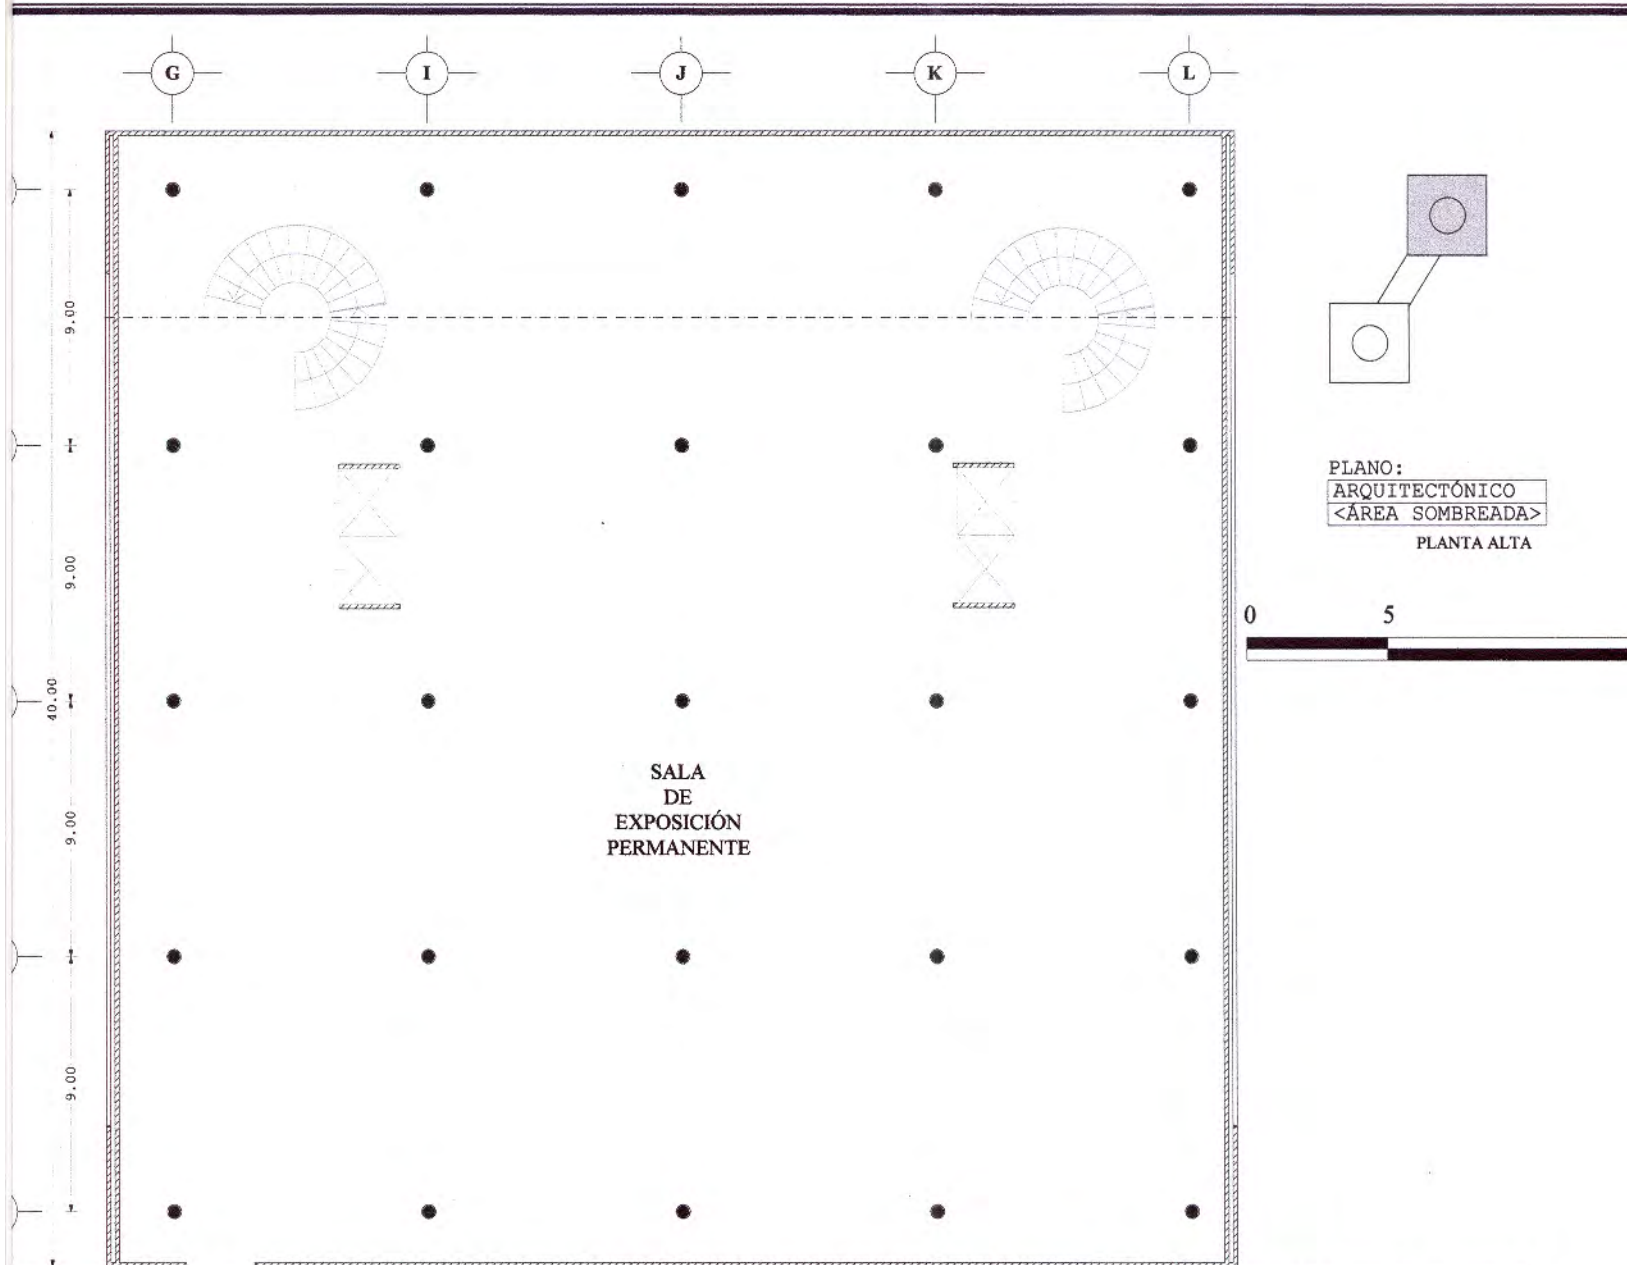 G I J K L
9.00
9.00
40.00
9.00
9.00
SALA
DE
EXPOSICIÓN
PERMANENTE
PLANO:
ARQUITECTÓNICO
<ÁREA SOMBREADA>
PLANTA ALTA
0 5